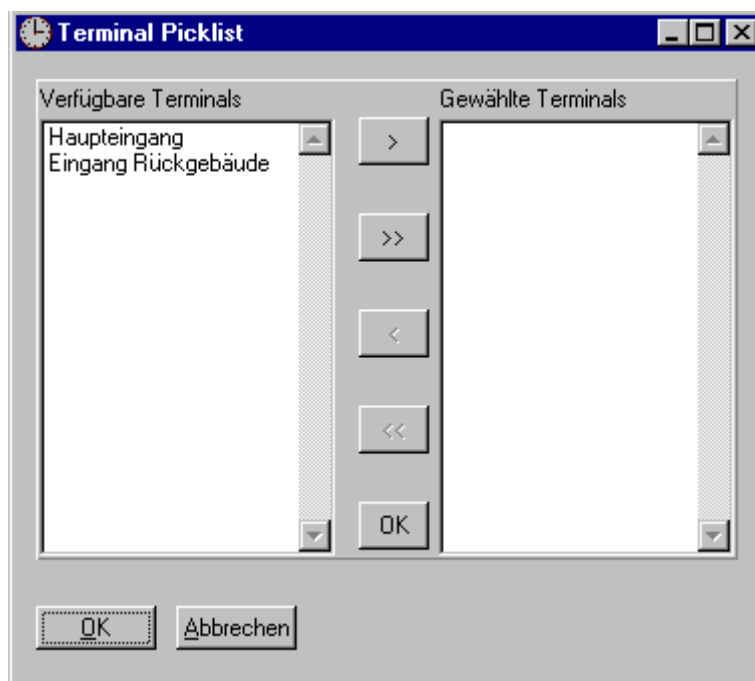 Terminal Picklist
Verfügbare Terminals
Gewählte Terminals
Haupteingang
Eingang Rückgebäude
>
>>
<
<<
OK
OK
Abbrechen